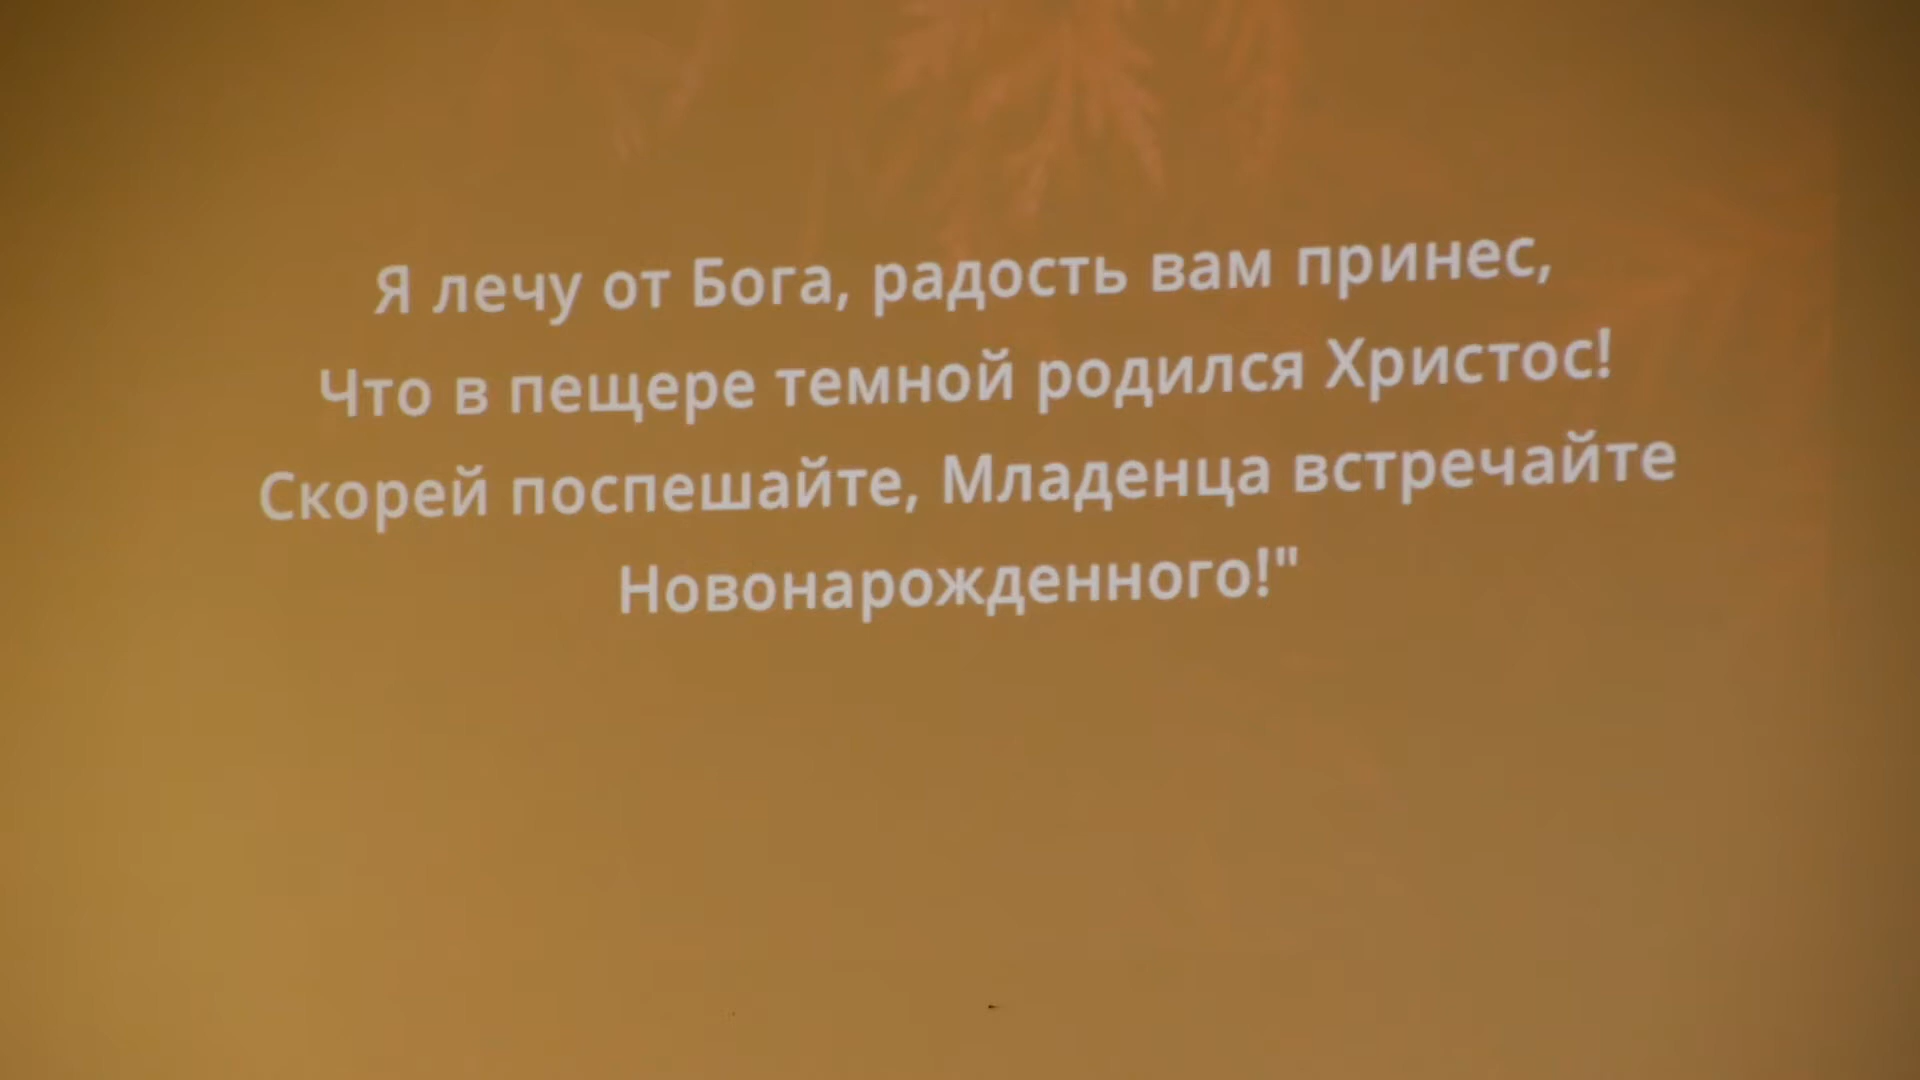 Я лечу от Бога, радость вам принес,
Что в пещере темной родился Христос!
Скорей поспешайте, Младенца встречайте
Новонарожденного!"